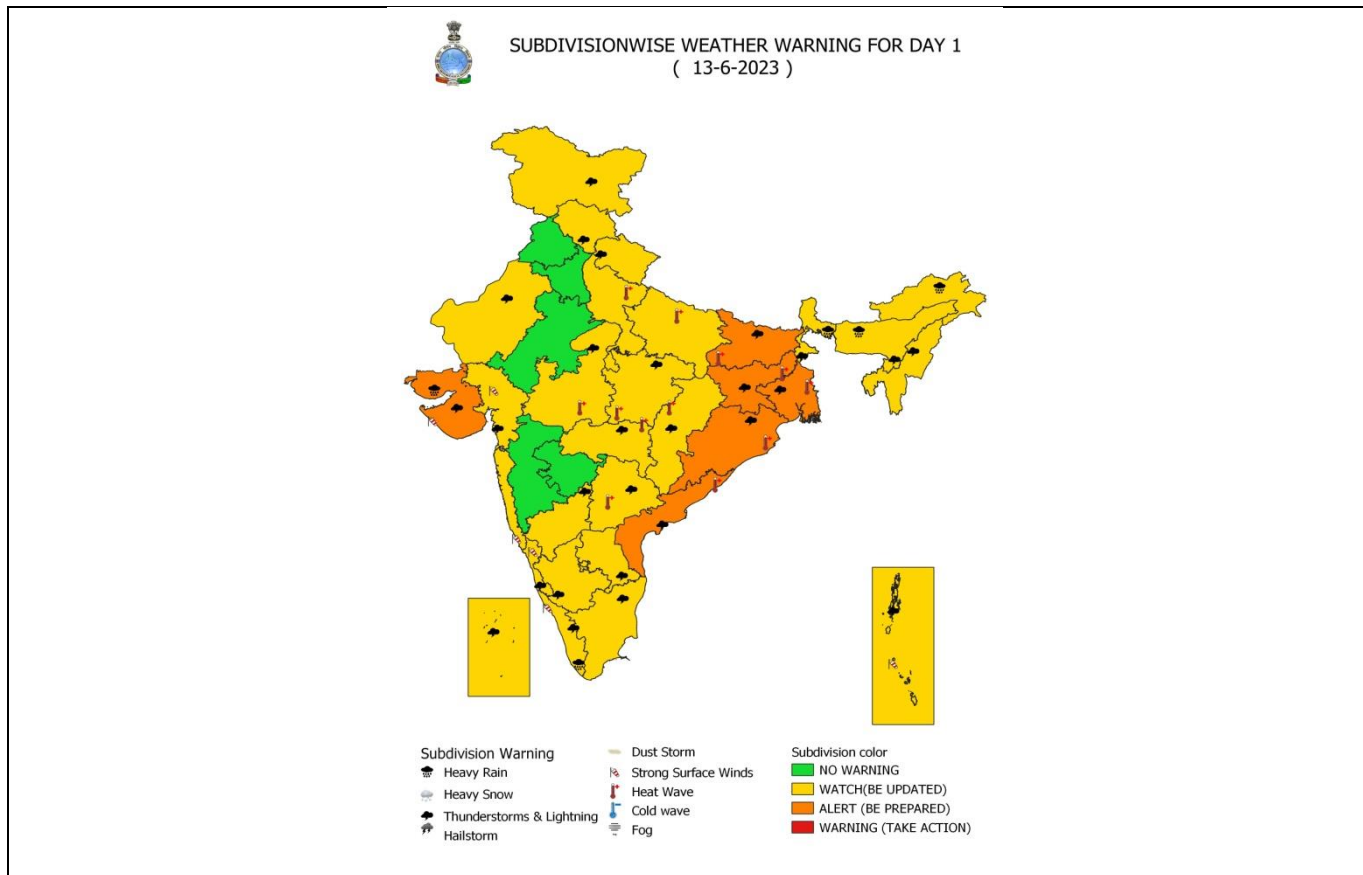 SUBDIVISIONWISE WEATHER WARNING FOR DAY 1
( 13-6-2023 )
Subdivision Warning
Heavy Rain
Heavy Snow
Thunderstorms & Lightning
Hailstorm
Dust Storm
Strong Surface Winds
Heat Wave
Cold wave
Fog
Subdivision color
NO WARNING
WATCH(BE UPDATED)
ALERT (BE PREPARED)
WARNING (TAKE ACTION)